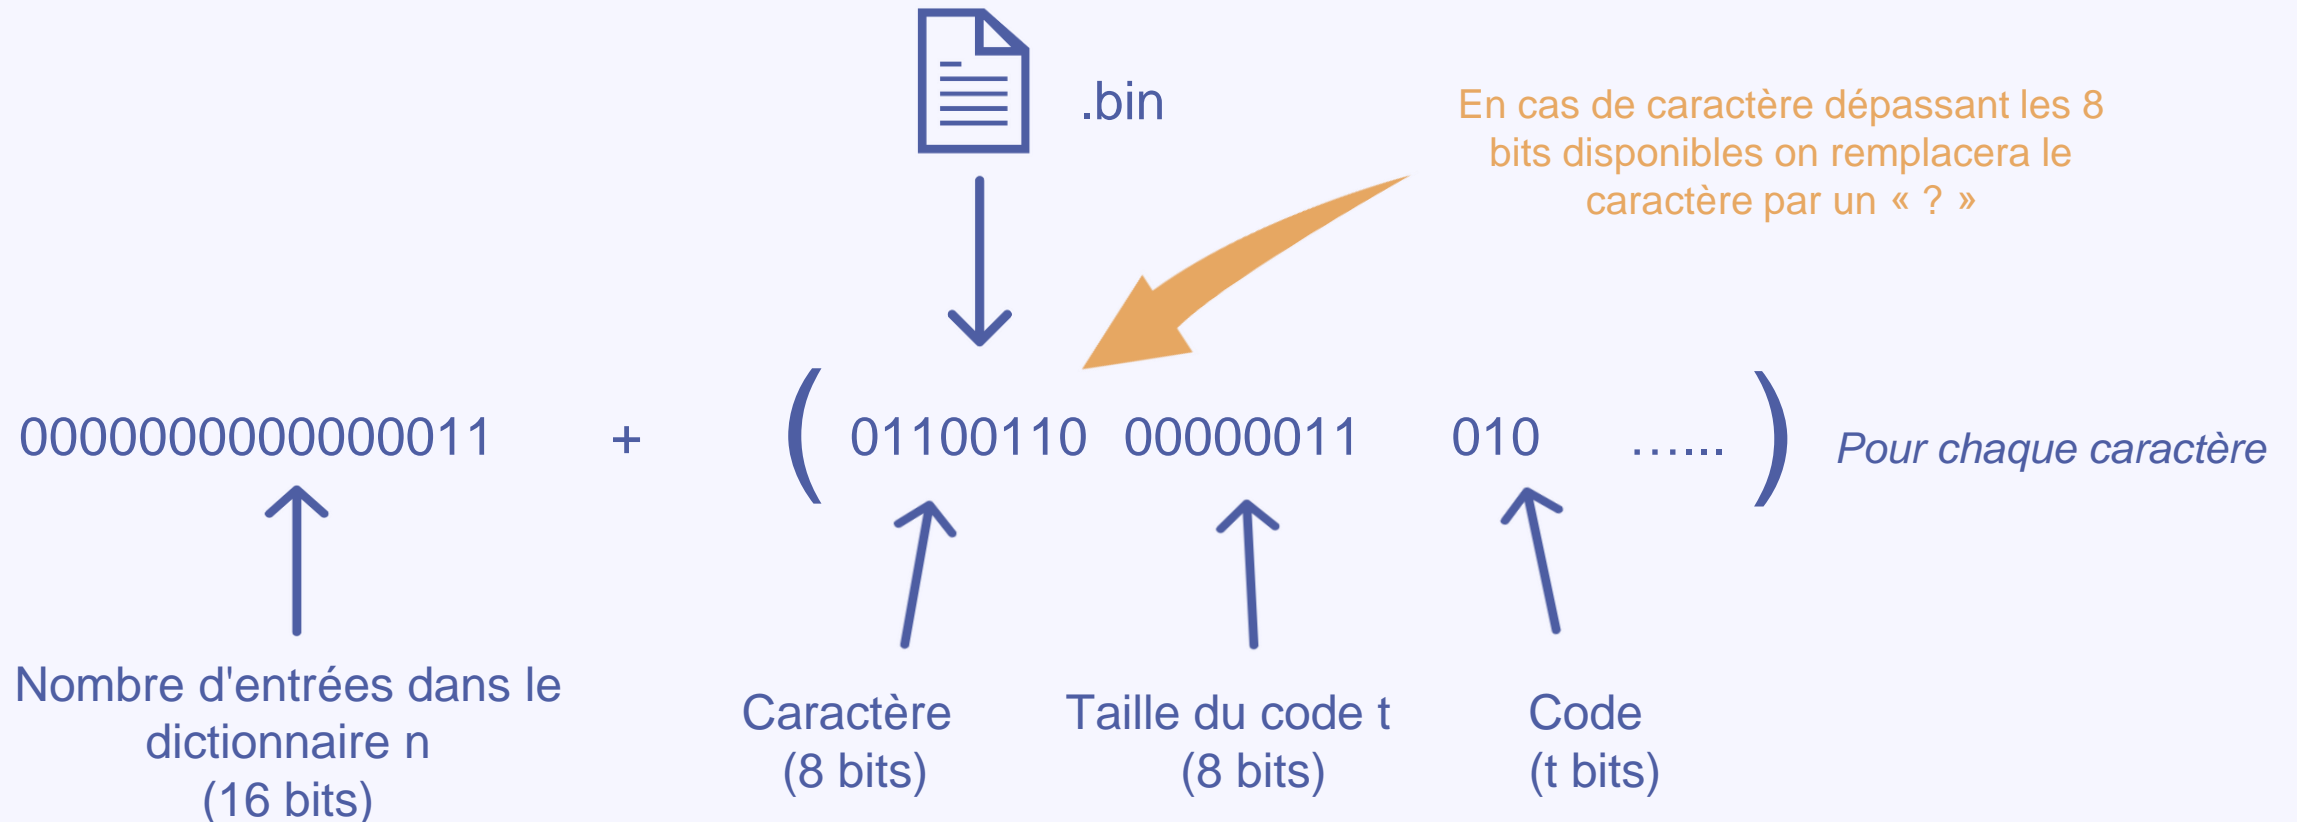 .bin
En cas de caractère dépassant les 8
bits disponibles on remplacera le
caractère par un « ? »
0000000000000011 + ( 01100110 00000011 010 …... ) Pour chaque caractère
Nombre d'entrées dans le
dictionnaire n
(16 bits)
Caractère
(8 bits)
Taille du code t
(8 bits)
Code
(t bits)